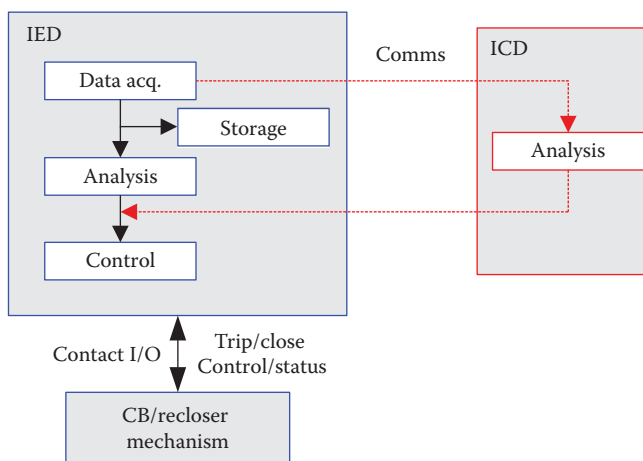 IED
Data acq.
Storage
Analysis
Control
Comms
ICD
Analysis
Contact I/O
Trip/close
Control/status
CB/recloser
mechanism